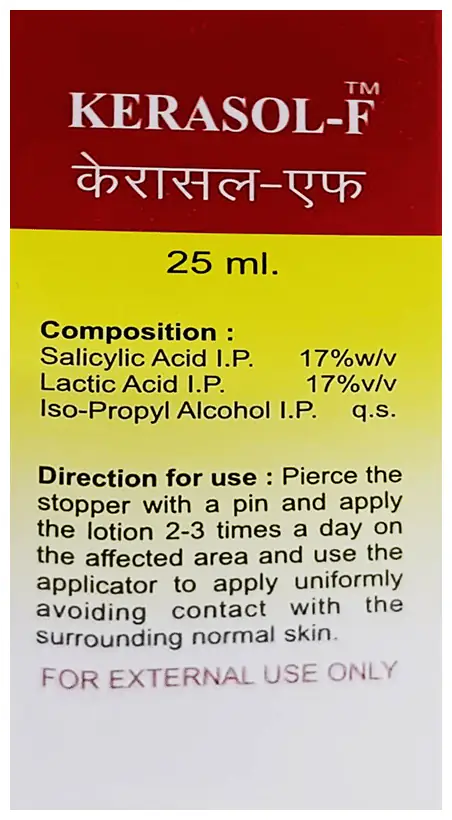 KERASOL-F™
केरासल-एफ
25 ml.
Composition :
Salicylic Acid I.P. 17%w/v
Lactic Acid I.P. 17%v/v
Iso-Propyl Alcohol I.P. q.s.
Direction for use : Pierce the
stopper with a pin and apply
the lotion 2-3 times a day on
the affected area and use the
applicator to apply uniformly
avoiding contact with the
surrounding normal skin.
FOR EXTERNAL USE ONLY